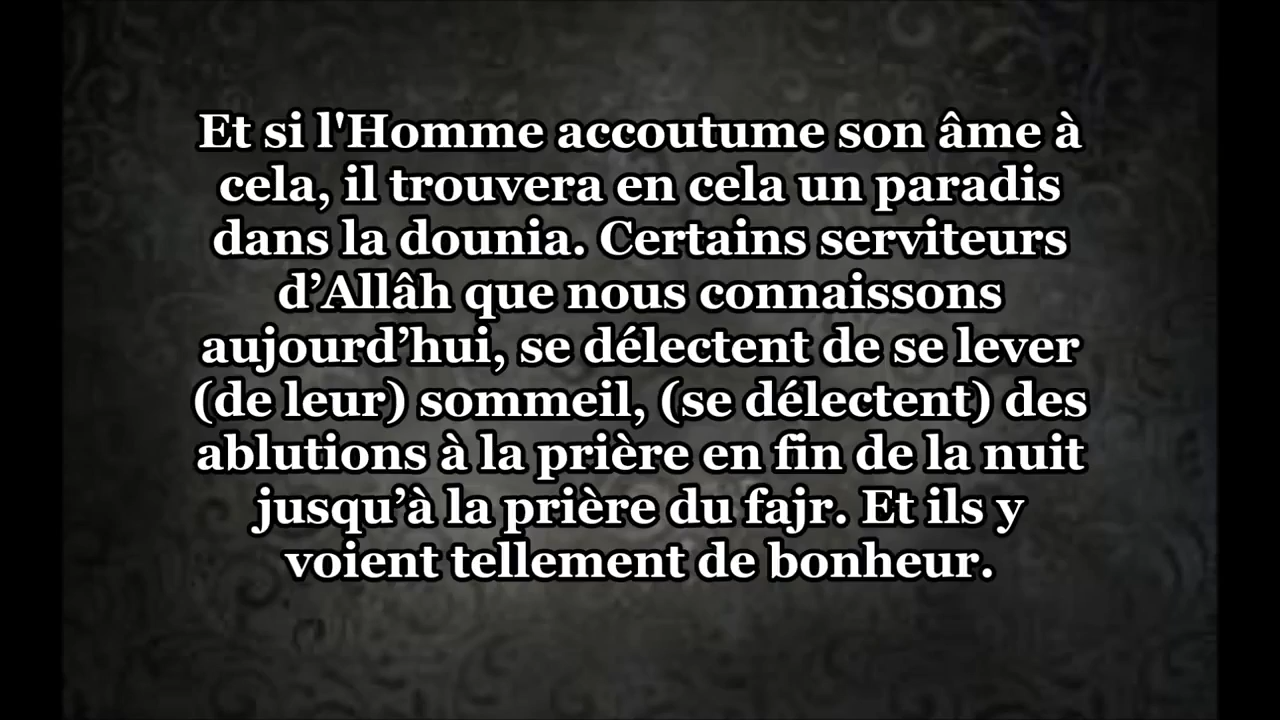 Et si l'Homme accoutume son âme à
cela, il trouvera en cela un paradis
dans la dounia. Certains serviteurs
d’Allâh que nous connaissons
aujourd’hui, se délectent de se lever
(de leur) sommeil, (se délectent) des
ablutions à la prière en fin de la nuit
jusqu’à la prière du fajr. Et ils y
voient tellement de bonheur.